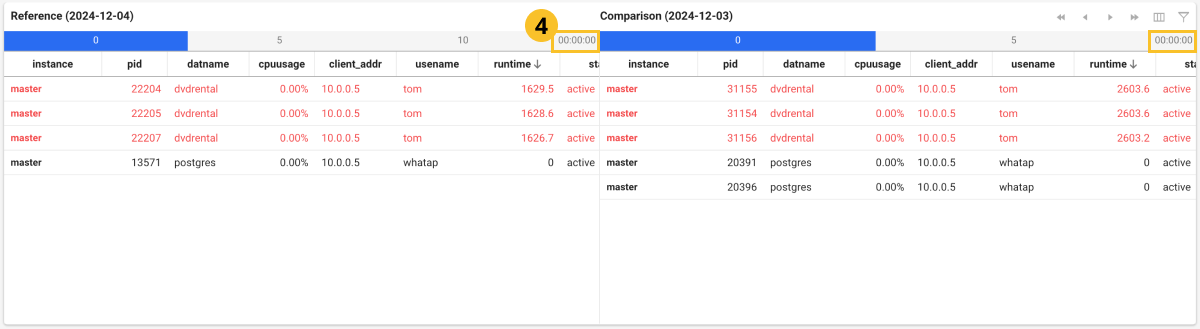 Reference (2024-12-04)
4
0 5 10 00:00:00
instance pid datname cpuusage client_addr usename runtime ↓ sta
master 22204 dvdrental 0.00% 10.0.0.5 tom 1629.5 active
master 22205 dvdrental 0.00% 10.0.0.5 tom 1628.6 active
master 22207 dvdrental 0.00% 10.0.0.5 tom 1626.7 active
master 13571 postgres 0.00% 10.0.0.5 whatap 0 active
Comparison (2024-12-03)
0 5 00:00:00
instance pid datname cpuusage client_addr usename runtime ↓ sta
master 31155 dvdrental 0.00% 10.0.0.5 tom 2603.6 active
master 31154 dvdrental 0.00% 10.0.0.5 tom 2603.6 active
master 31156 dvdrental 0.00% 10.0.0.5 tom 2603.2 active
master 20391 postgres 0.00% 10.0.0.5 whatap 0 active
master 20396 postgres 0.00% 10.0.0.5 whatap 0 active